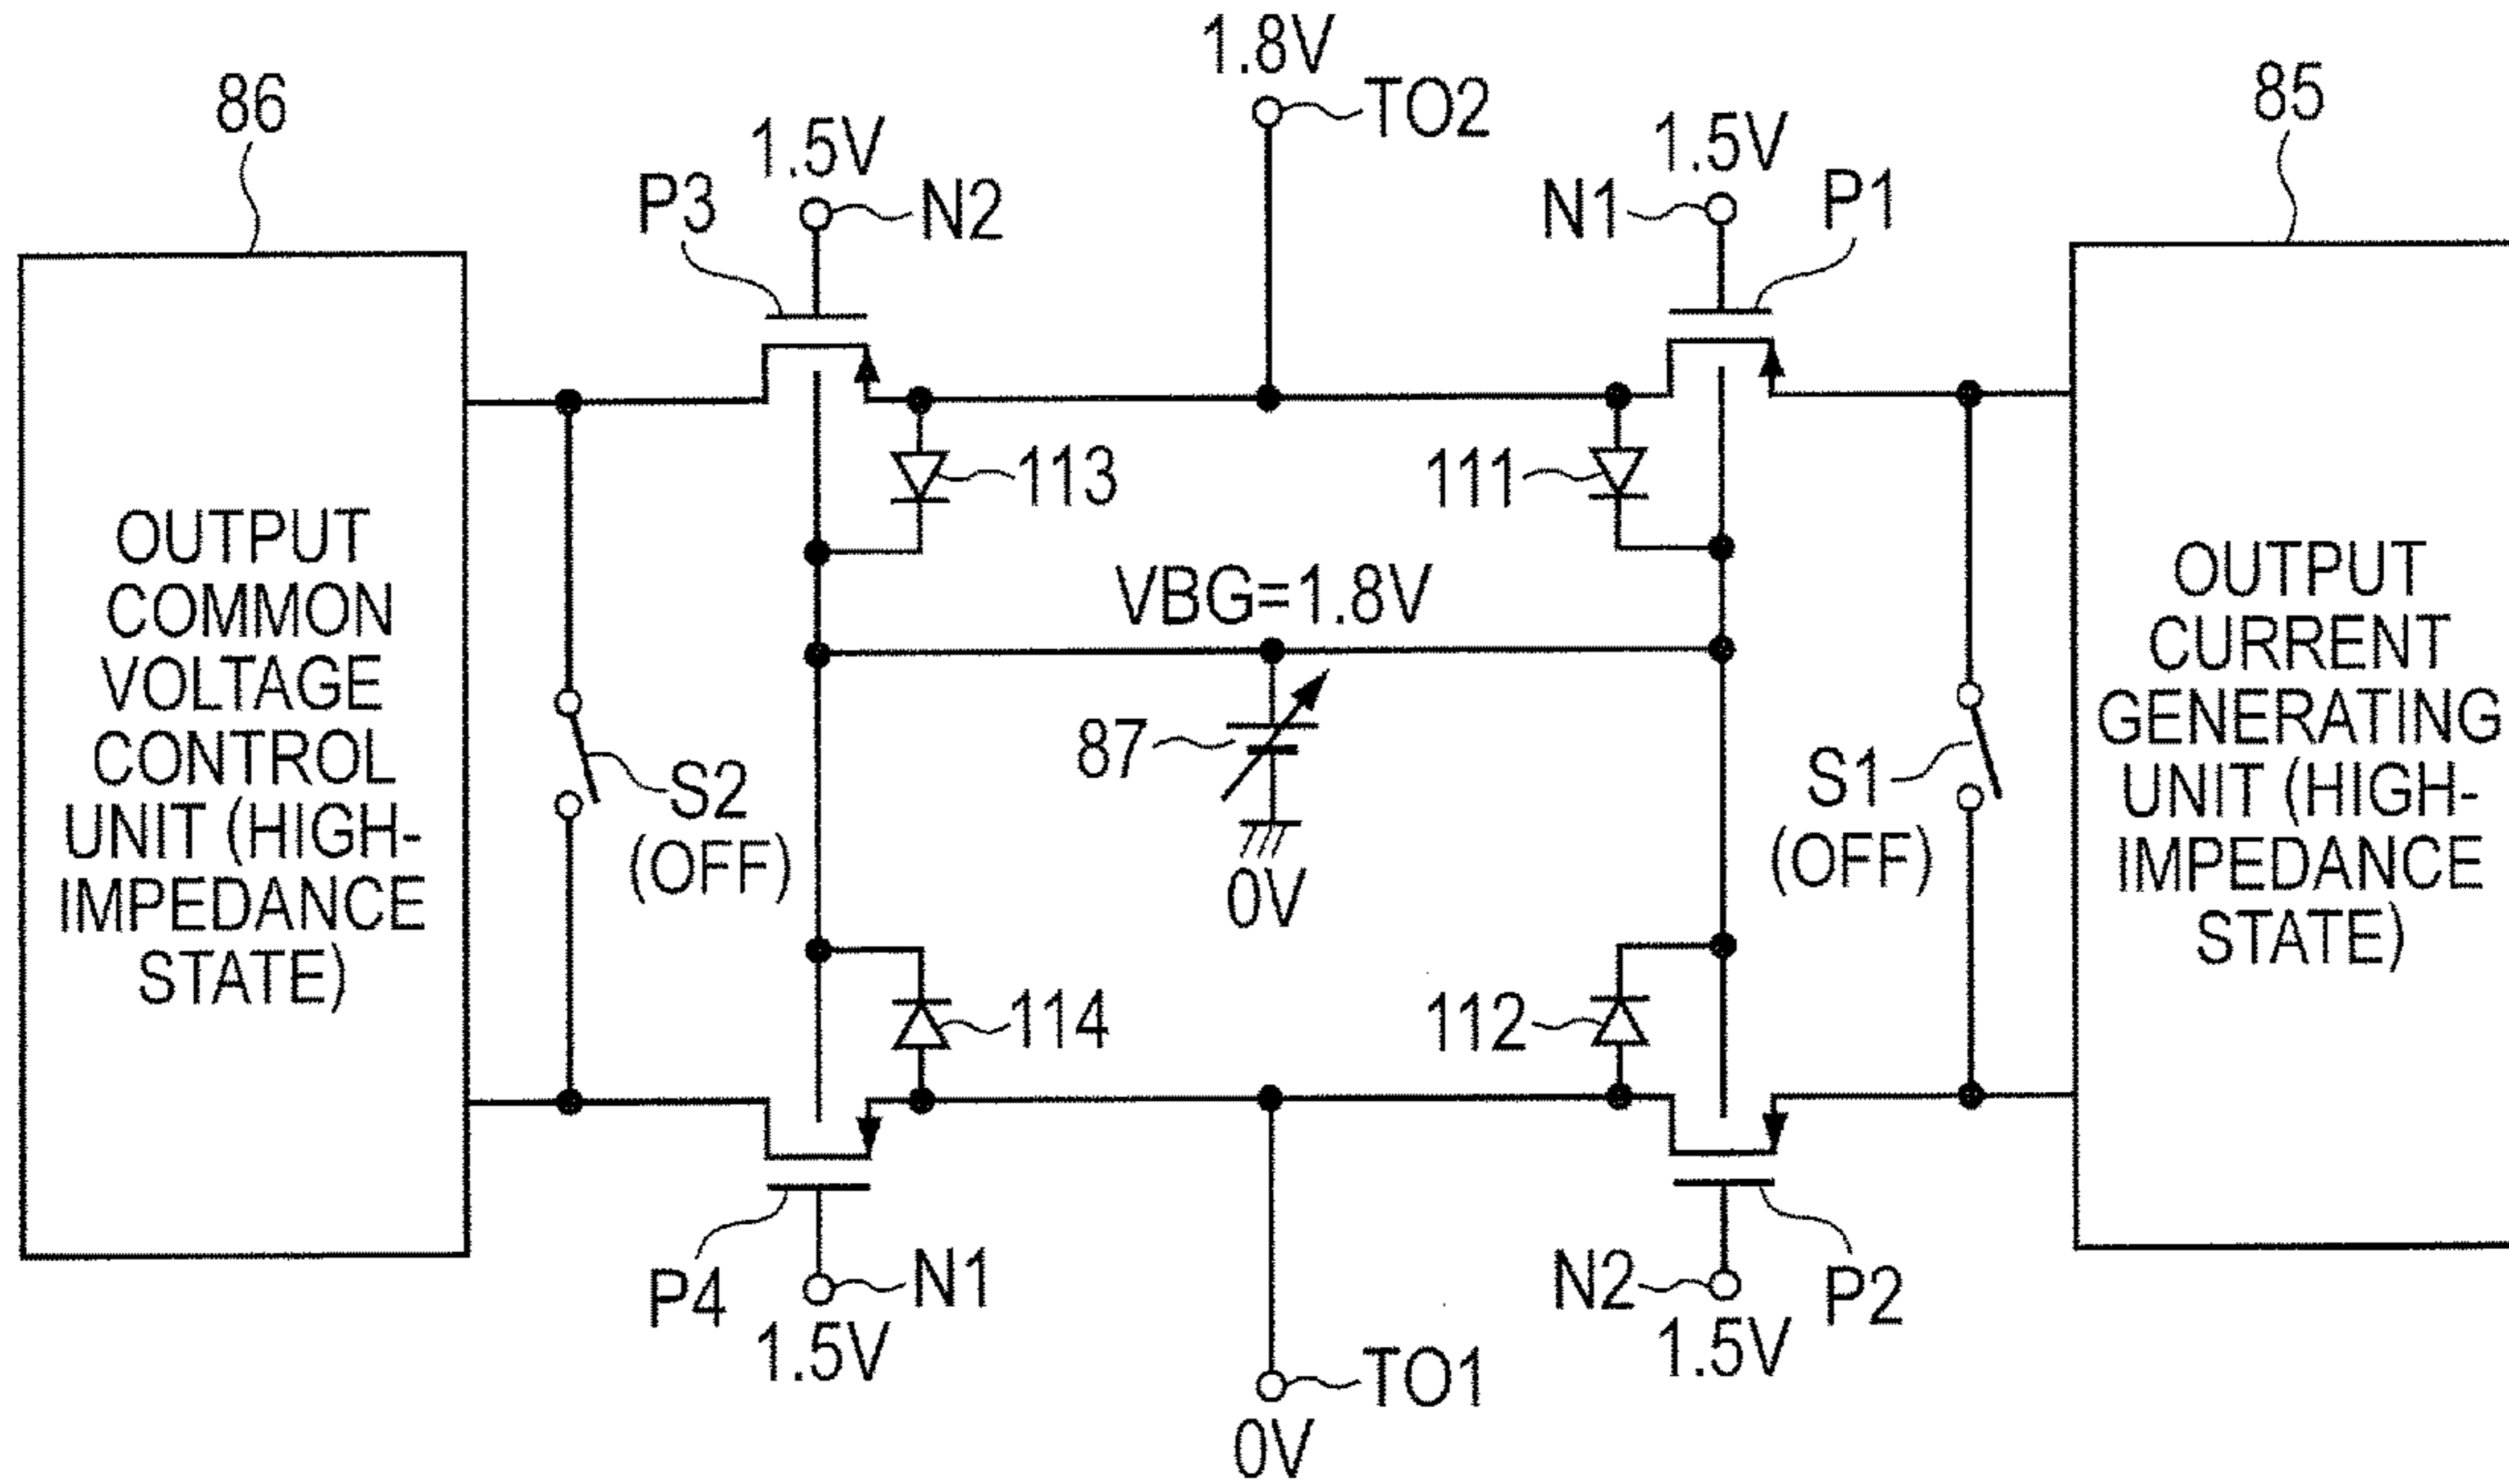 1.8V
TO2
86
85
1.5V
1.5V
P3
N2
N1
P1
113
111
OUTPUT
COMMON
VOLTAGE
CONTROL
UNIT (HIGH-
IMPEDANCE
STATE)
VBG=1.8V
87
0V
S2
(OFF)
S1
(OFF)
OUTPUT
CURRENT
GENERATING
UNIT (HIGH-
IMPEDANCE
STATE)
114
112
P4
N1
1.5V
N2
P2
1.5V
TO1
0V